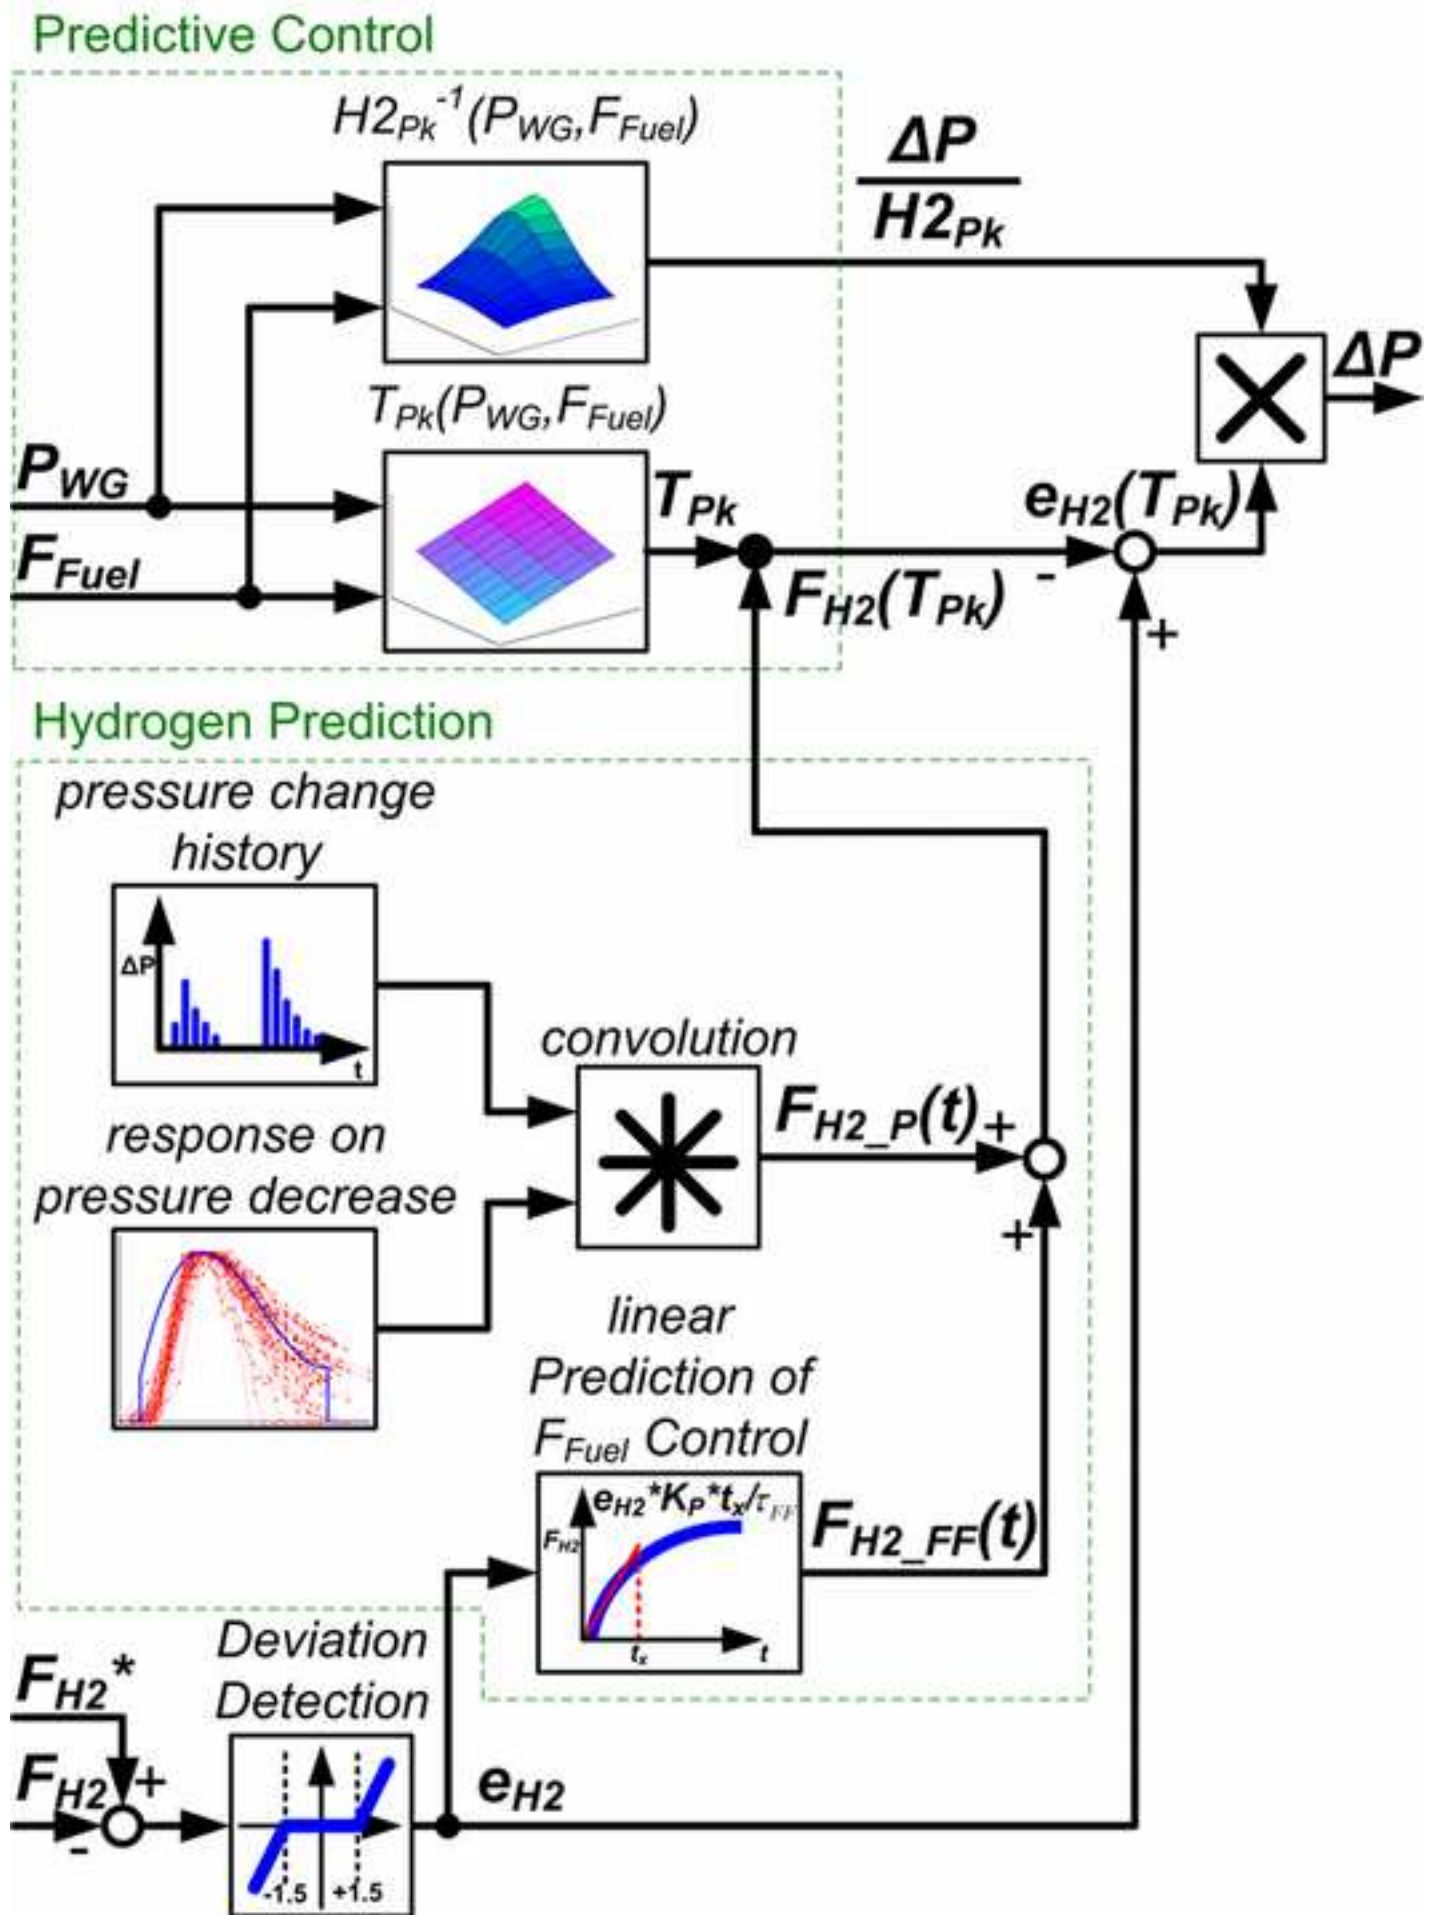 Predictive Control
H2Pk-1(PWG,FFuel)
ΔP
H2Pk
ΔP
TPk(PWG,FFuel)
PWG
TPk
eH2(TPk)
FFuel
FH2(TPk)
-
+
Hydrogen Prediction
pressure change
history
ΔP
t
convolution
response on
pressure decrease
FH2_P(t)
+
+
linear
Prediction of
FFuel Control
eH2*KP*tx/τFF
FH2
tx
t
FH2_FF(t)
Deviation
Detection
FH2*
FH2
+
-
eH2
-1.5
+1.5